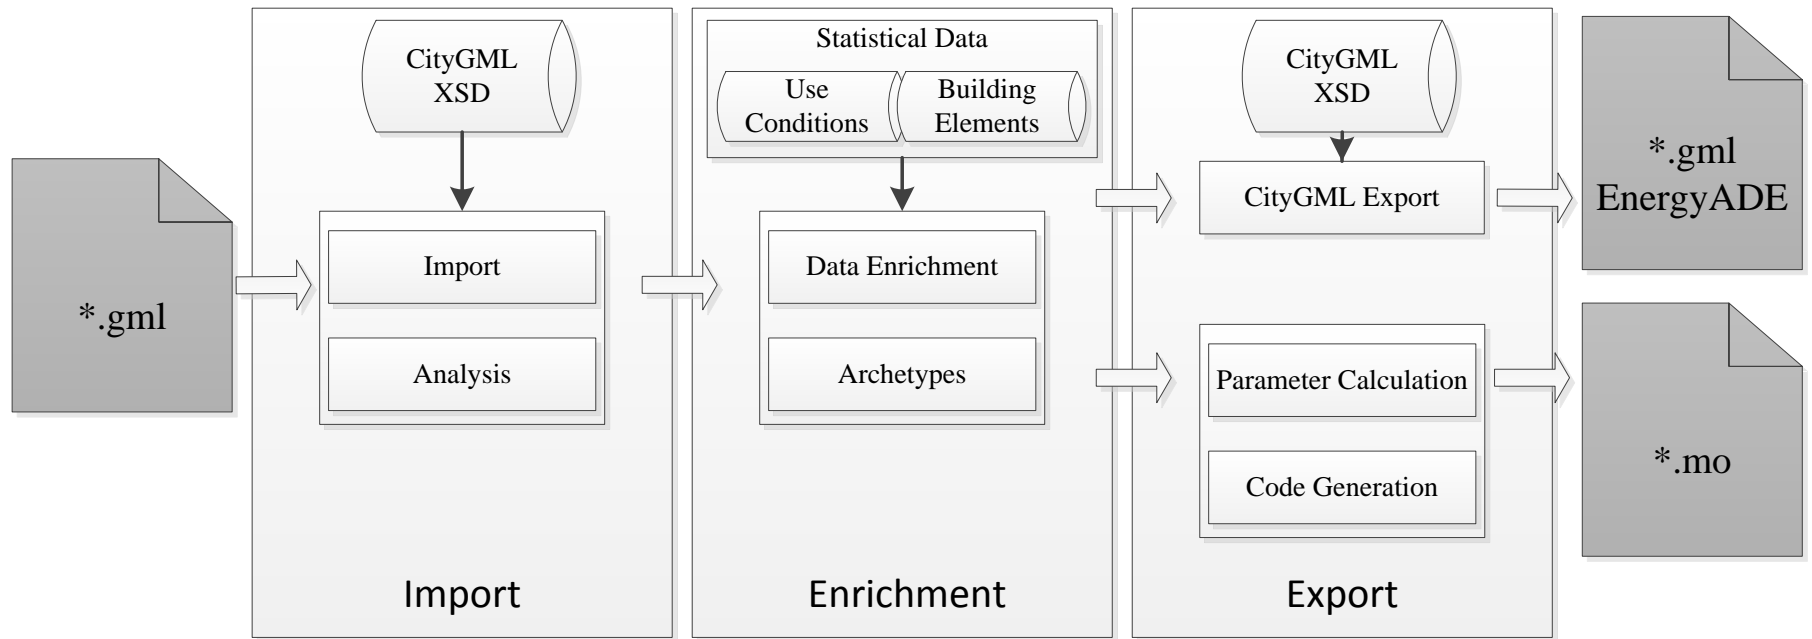 *.gml
CityGML
XSD
Import
Analysis
Import
Statistical Data
Use
Conditions
Building
Elements
Data Enrichment
Archetypes
Enrichment
CityGML
XSD
CityGML Export
Parameter Calculation
Code Generation
Export
*.gml
EnergyADE
*.mo